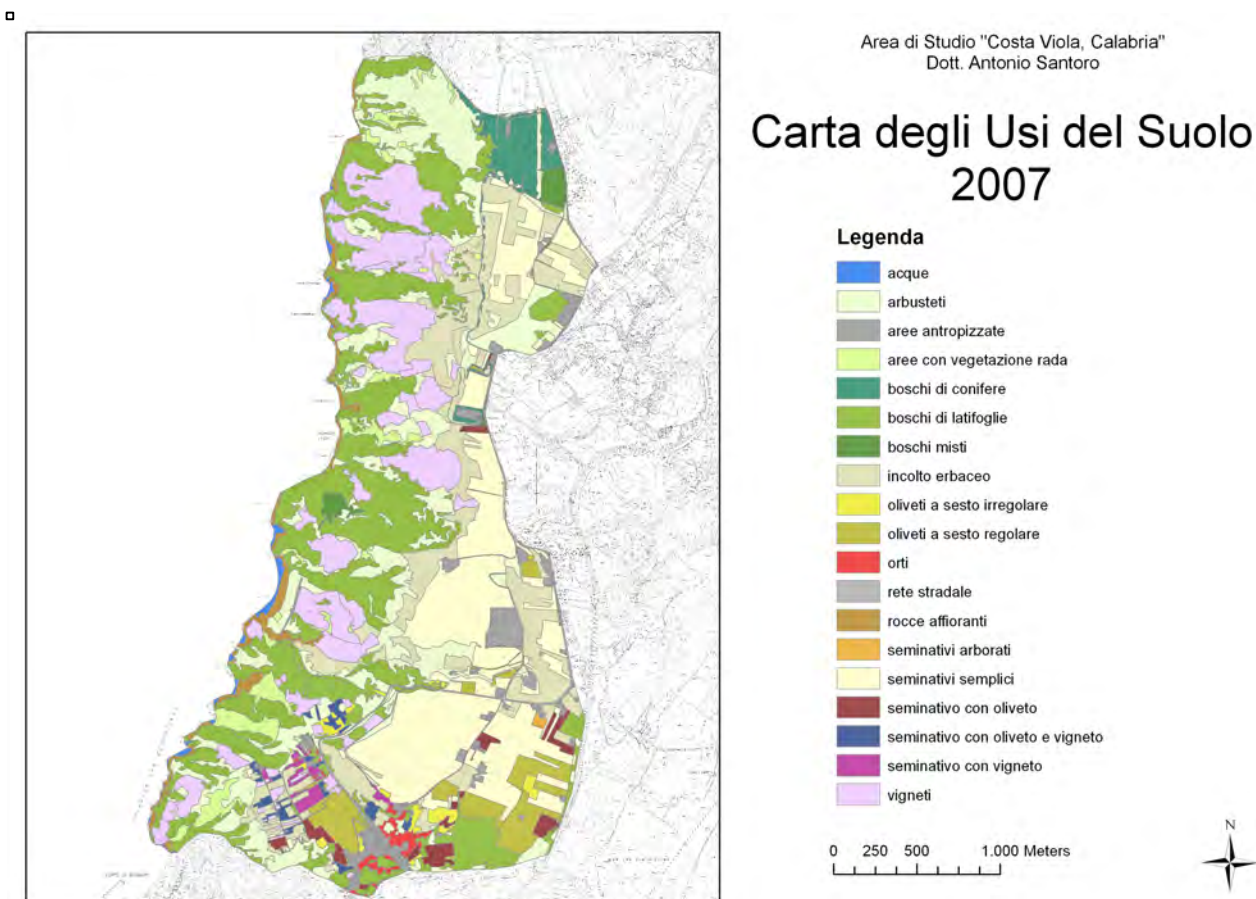 Area di Studio "Costa Viola, Calabria"
Dott. Antonio Santoro
Carta degli Usi del Suolo
2007
Legenda
acque
arbusteti
aree antropizzate
aree con vegetazione rada
boschi di conifere
boschi di latifoglie
boschi misti
incolto erbaceo
oliveti a sesto irregolare
oliveti a sesto regolare
orti
rete stradale
rocce affioranti
seminativi arborati
seminativi semplici
seminativo con oliveto
seminativo con oliveto e vigneto
seminativo con vigneto
vigneti
0 250 500 1.000 Meters
N